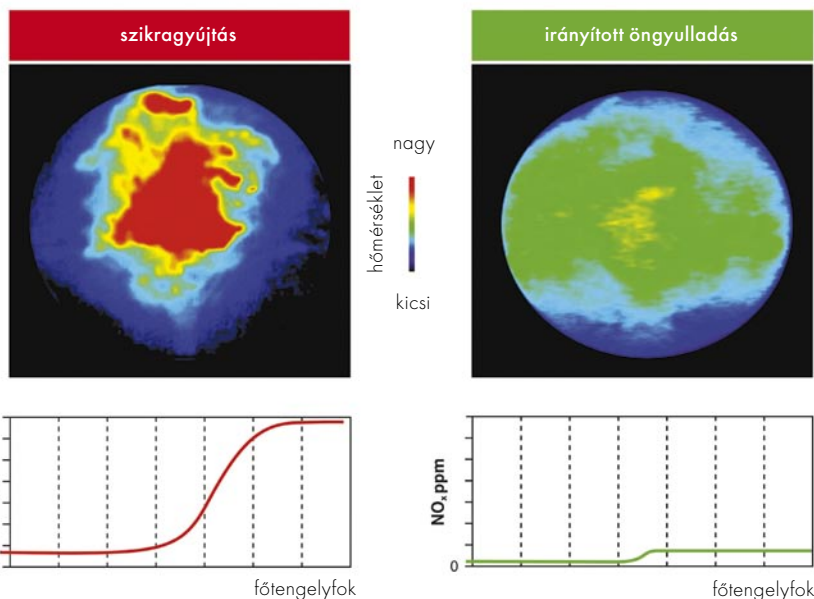 szikragyújtás
irányított öngyulladás
nagy
hőmérséklet
kicsi
NOx ppm
0
főtengelyfok
főtengelyfok